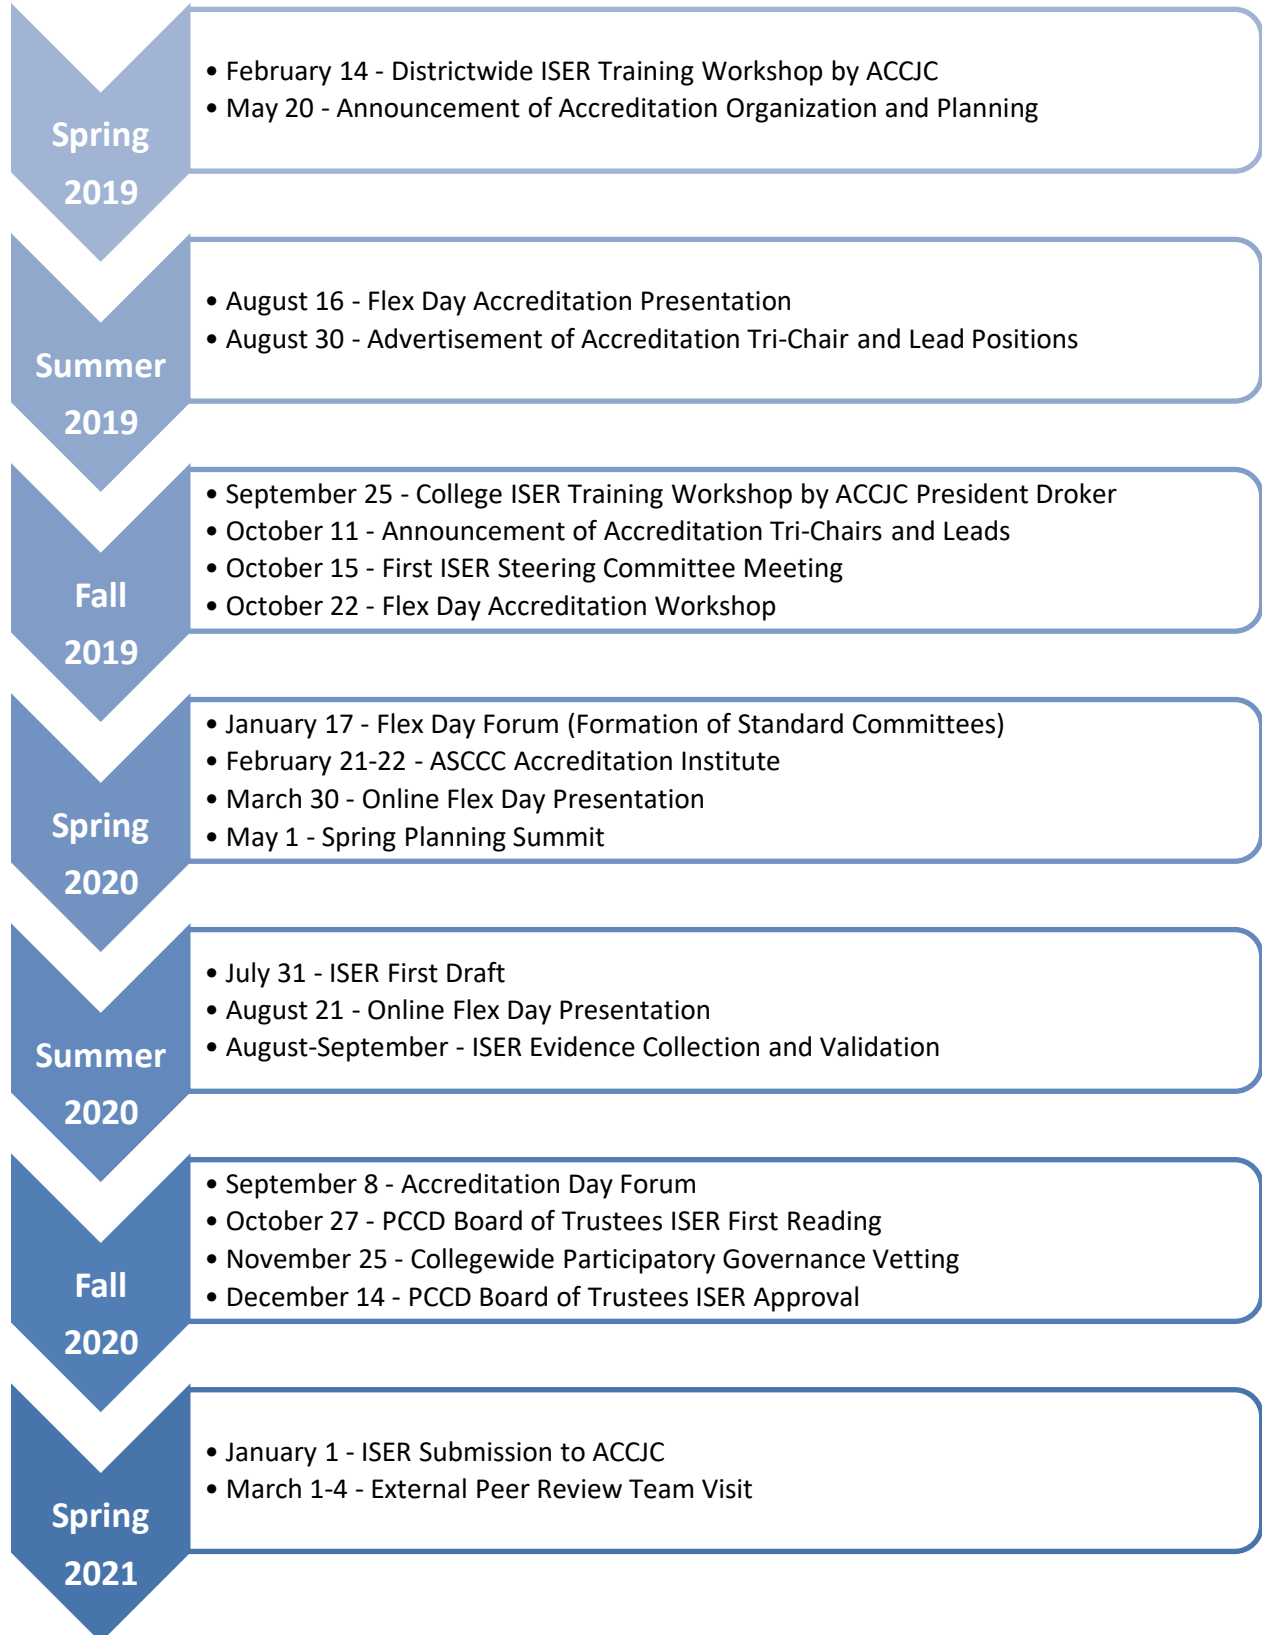 Spring
2019
• February 14 - Districtwide ISER Training Workshop by ACCJC
• May 20 - Announcement of Accreditation Organization and Planning
Summer
2019
• August 16 - Flex Day Accreditation Presentation
• August 30 - Advertisement of Accreditation Tri-Chair and Lead Positions
Fall
2019
• September 25 - College ISER Training Workshop by ACCJC President Droker
• October 11 - Announcement of Accreditation Tri-Chairs and Leads
• October 15 - First ISER Steering Committee Meeting
• October 22 - Flex Day Accreditation Workshop
Spring
2020
• January 17 - Flex Day Forum (Formation of Standard Committees)
• February 21-22 - ASCCC Accreditation Institute
• March 30 - Online Flex Day Presentation
• May 1 - Spring Planning Summit
Summer
2020
• July 31 - ISER First Draft
• August 21 - Online Flex Day Presentation
• August-September - ISER Evidence Collection and Validation
Fall
2020
• September 8 - Accreditation Day Forum
• October 27 - PCCD Board of Trustees ISER First Reading
• November 25 - Collegewide Participatory Governance Vetting
• December 14 - PCCD Board of Trustees ISER Approval
Spring
2021
• January 1 - ISER Submission to ACCJC
• March 1-4 - External Peer Review Team Visit